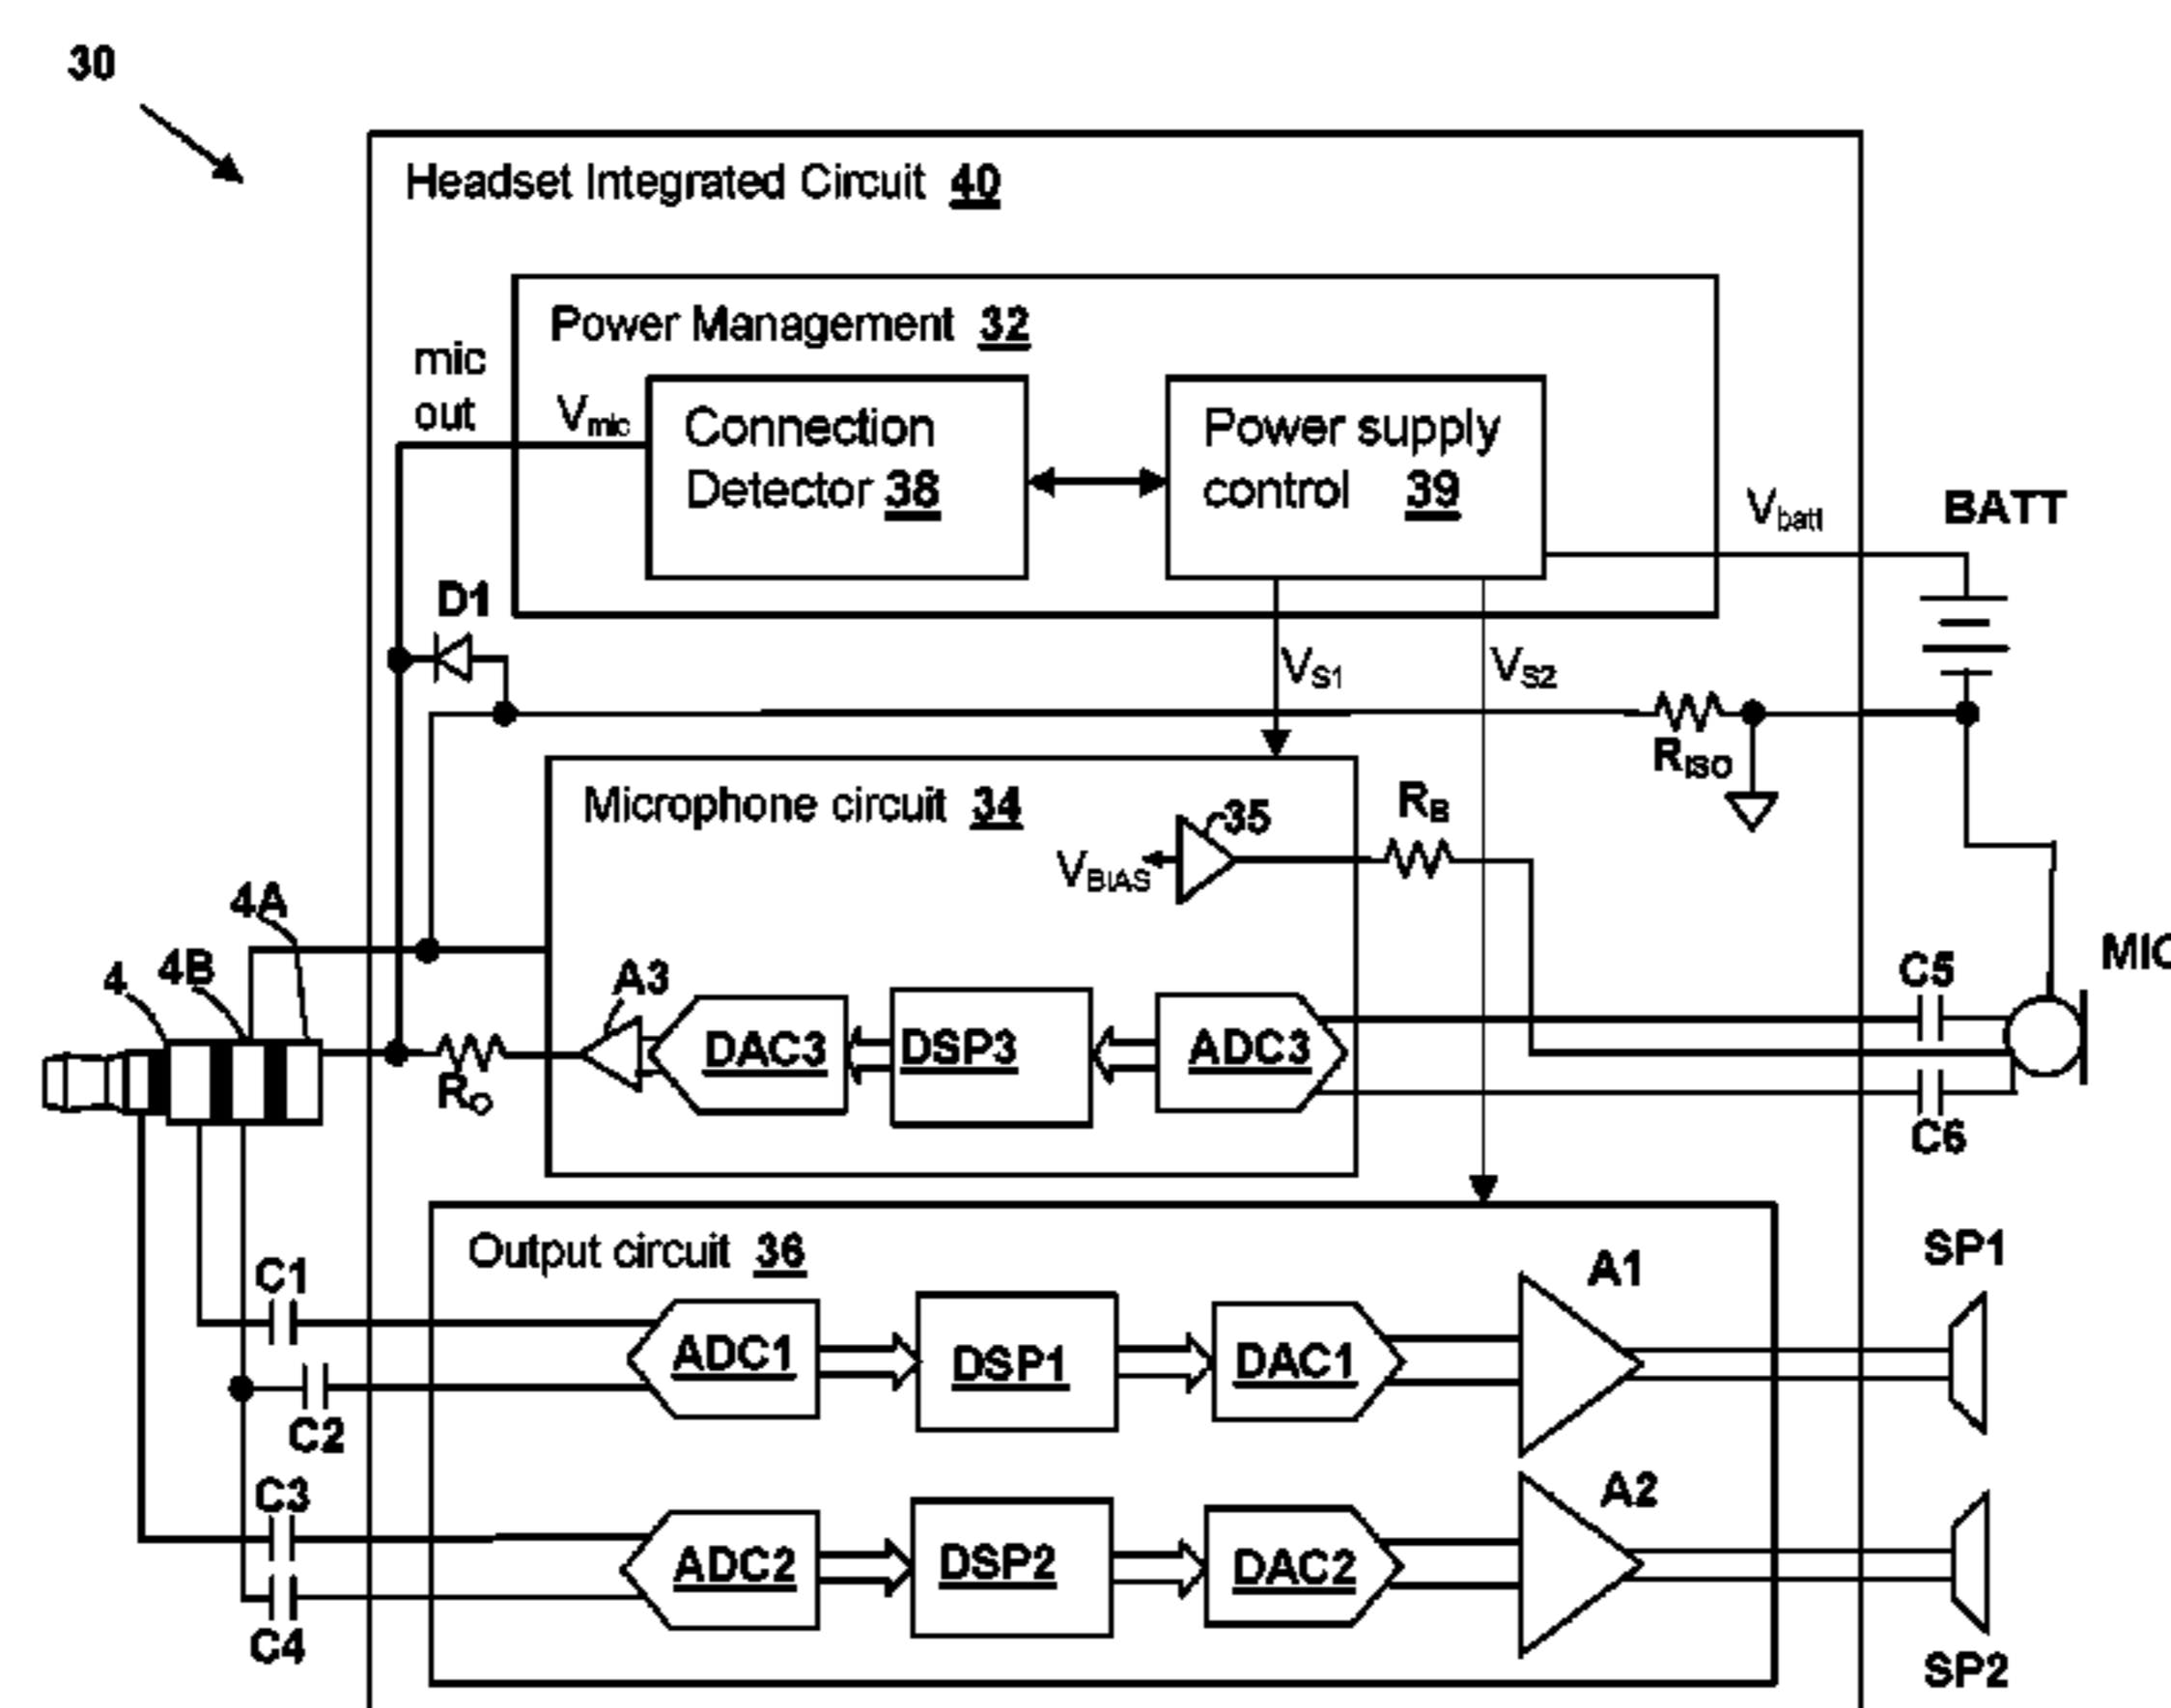 30
Headset Integrated Circuit 40
Power Management 32
mic
out
Vmic
Connection
Detector 38
Power supply
control 39
Vbatt
BATT
D1
VS1
VS2
RISO
Microphone circuit 34
35
RB
VBIAS
4A
4B
4
A3
C5
MIC
RO
DAC3
DSP3
ADC3
C6
Output circuit 36
C1
A1
SP1
ADC1
DSP1
DAC1
C2
C3
A2
ADC2
DSP2
DAC2
C4
SP2